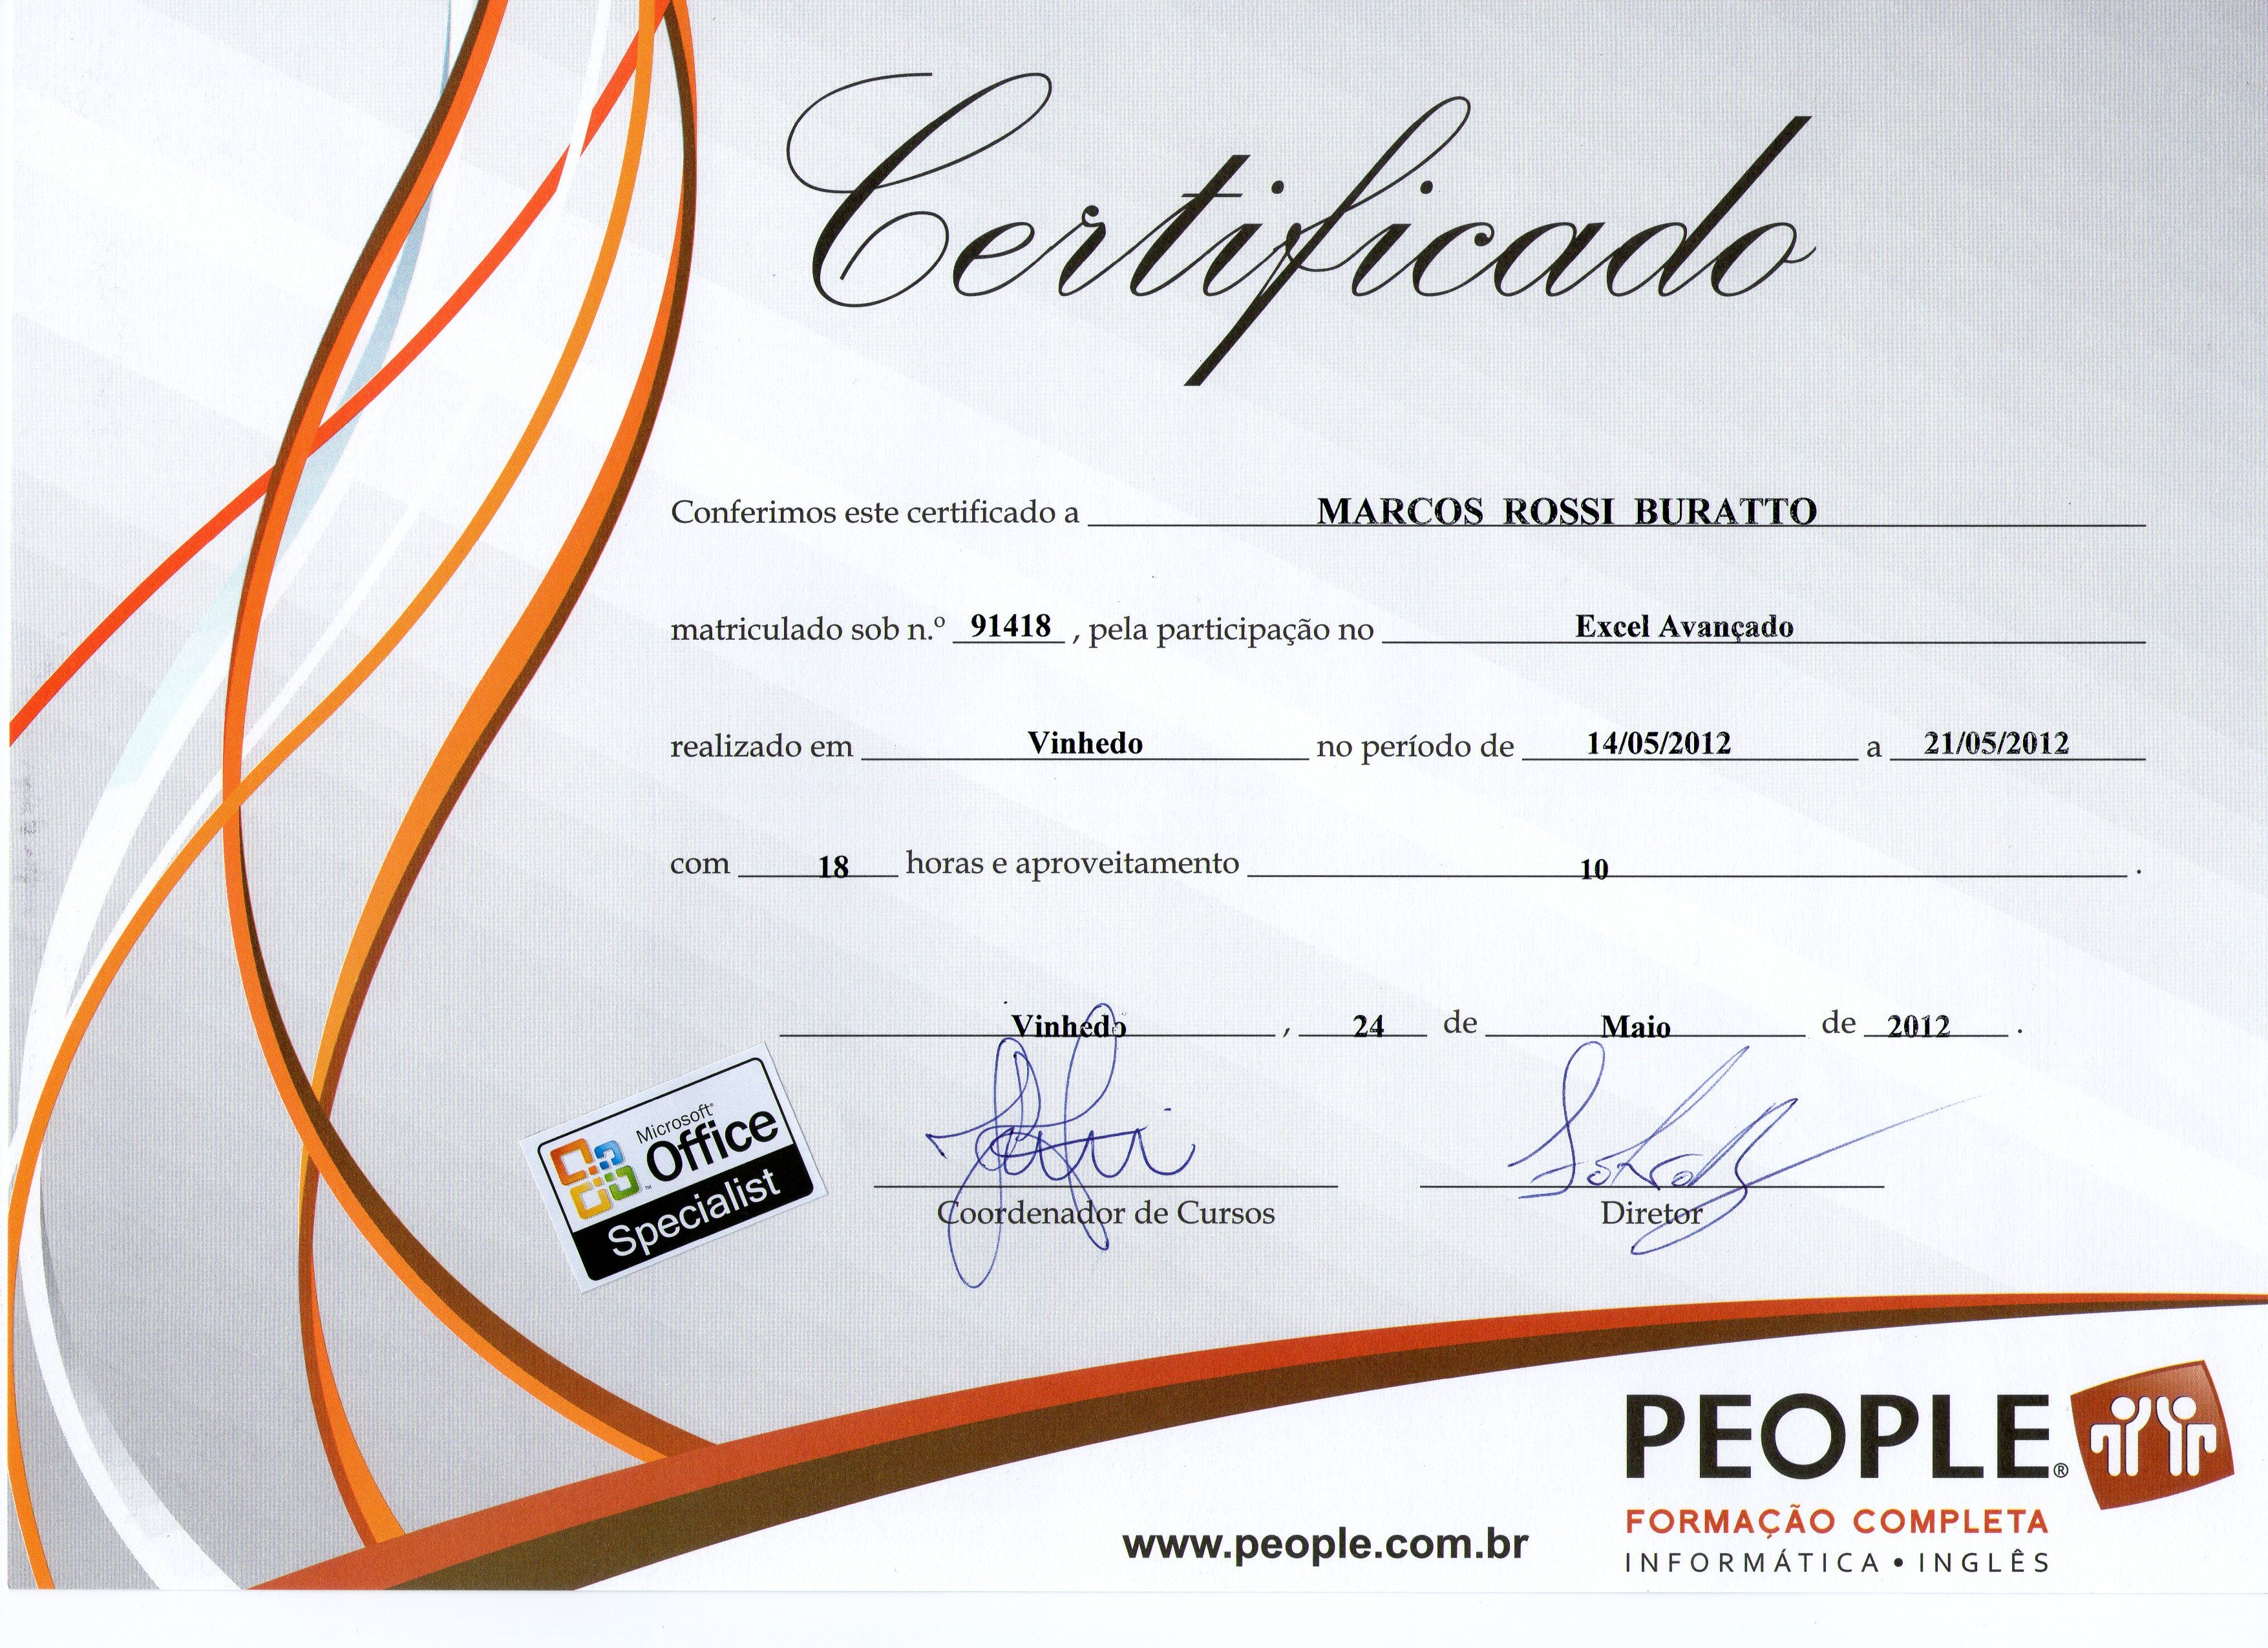 Certificado
Conferimos este certificado a MARCOS ROSSI BURATTO
matriculado sob n.º 91418 , pela participação no Excel Avançado
realizado em Vinhedo no período de 14/05/2012 a 21/05/2012
com 18 horas e aproveitamento 10 .
Vinhedo , 24 de Maio de 2012 .
Microsoft®
Office™
Specialist
Coordenador de Cursos Diretor
PEOPLE®
FORMAÇÃO COMPLETA
www.people.com.br
INFORMÁTICA • INGLÊS